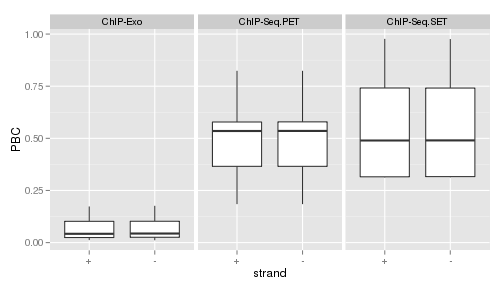 ChIP-Exo ChIP-Seq.PET ChIP-Seq.SET
1.00
0.75
0.50
0.25
0.00
PBC
+ - + - + -
strand